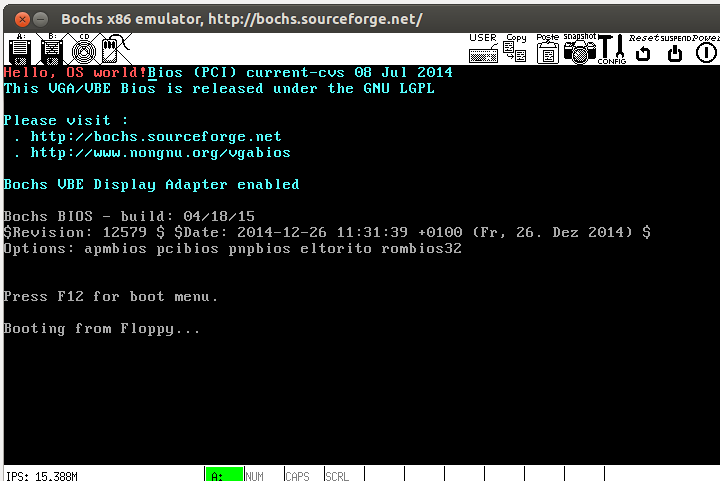 Bochs x86 emulator, http://bochs.sourceforge.net/
A: B: CD USER Copy Paste Snapshot CONFIG Reset SUSPEND Power
Hello, OS world!Bios (PCI) current-cvs 08 Jul 2014
This VGA/VBE Bios is released under the GNU LGPL
Please visit :
. http://bochs.sourceforge.net
. http://www.nongnu.org/vgabios
Bochs VBE Display Adapter enabled
Bochs BIOS - build: 04/18/15
$Revision: 12579 $ $Date: 2014-12-26 11:31:39 +0100 (Fr, 26. Dez 2014) $
Options: apmbios pcibios pnpbios eltorito rombios32
Press F12 for boot menu.
Booting from Floppy...
IPS: 15.388M A: NUM CAPS SCRL